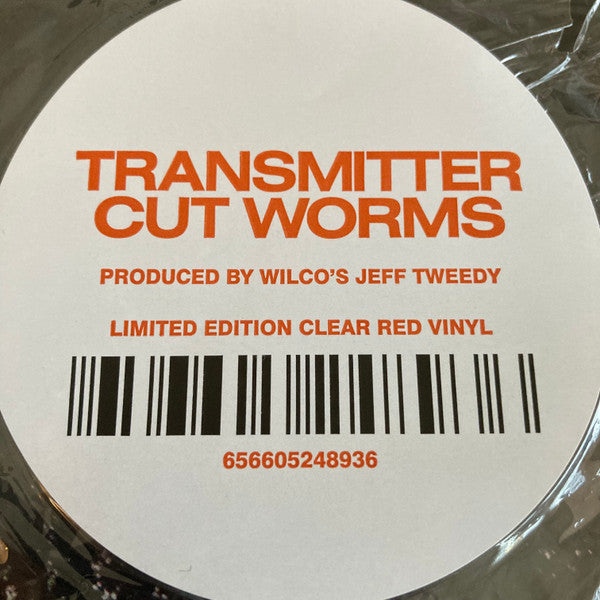 TRANSMITTER
CUT WORMS
PRODUCED BY WILCO’S JEFF TWEEDY
LIMITED EDITION CLEAR RED VINYL
656605248936